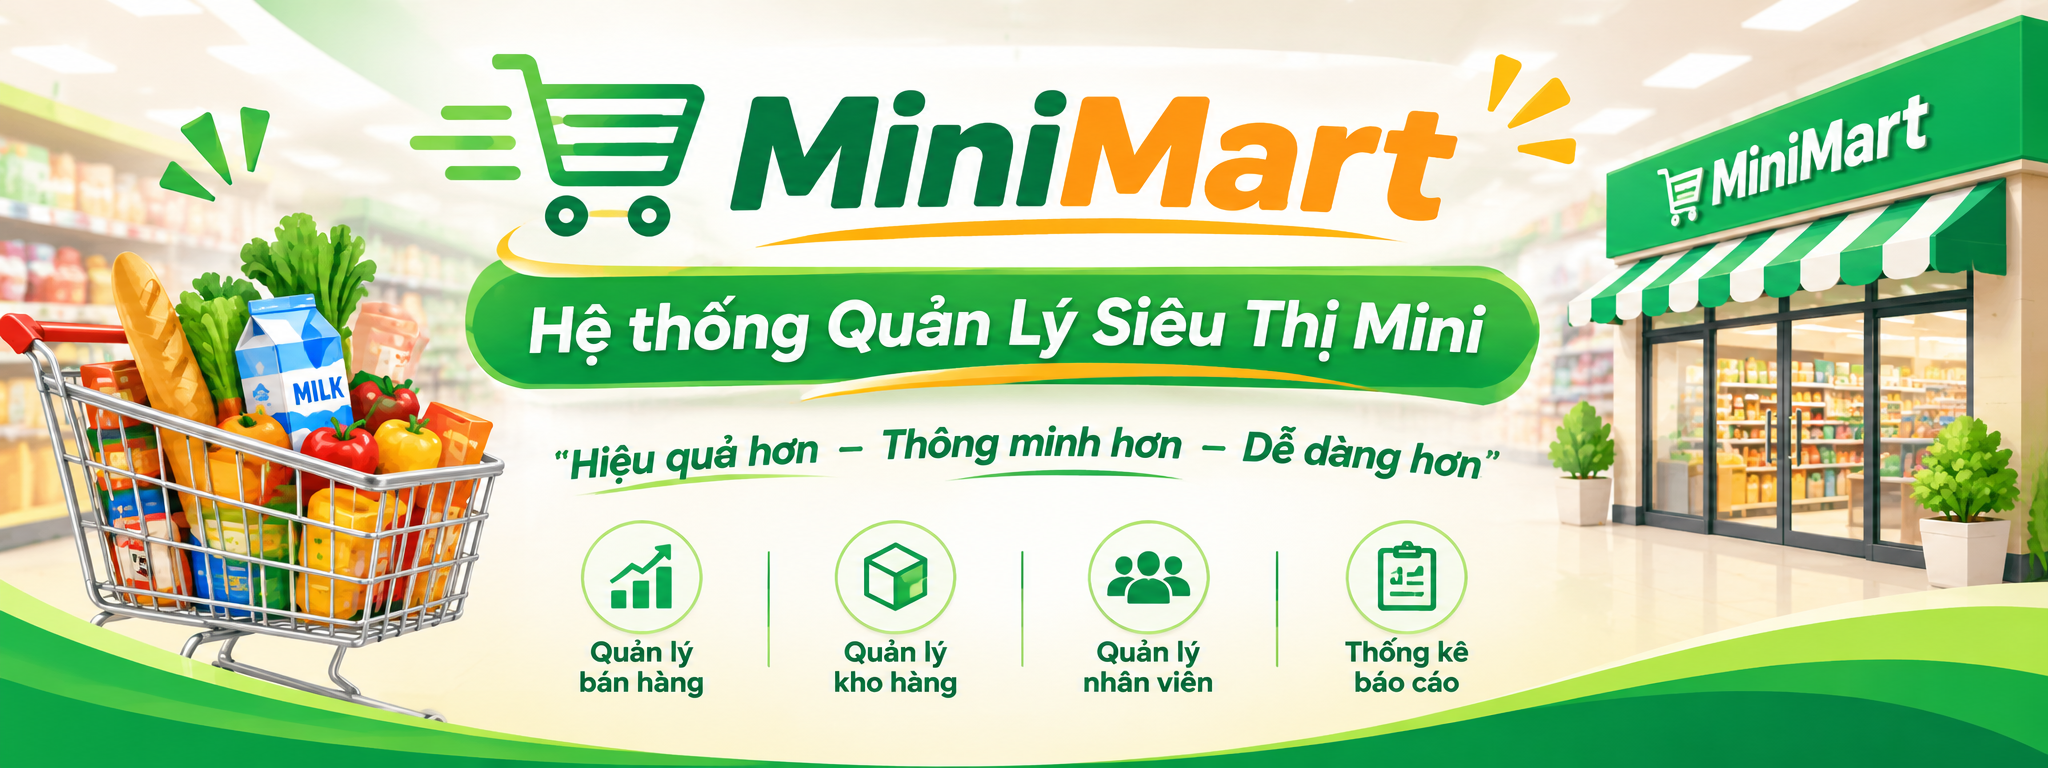 MiniMart
MiniMart
Hệ thống Quản Lý Siêu Thị Mini
MILK
“Hiệu quả hơn – Thông minh hơn – Dễ dàng hơn”
Quản lý
bán hàng
Quản lý
kho hàng
Quản lý
nhân viên
Thống kê
báo cáo